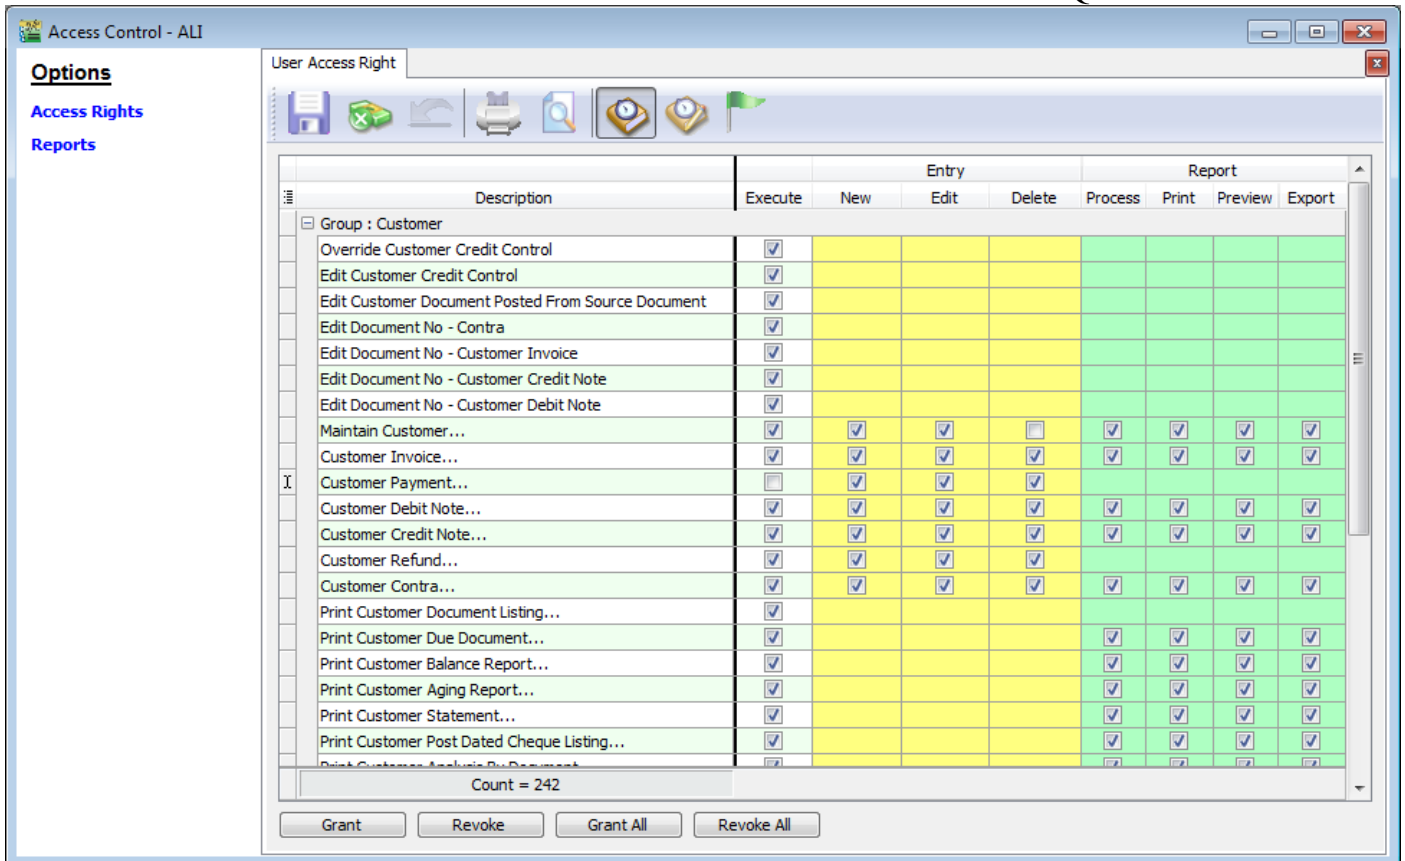 Access Control - ALI
Options
Access Rights
Reports
User Access Right
Entry Report
Description Execute New Edit Delete Process Print Preview Export
Group : Customer
Override Customer Credit Control
Edit Customer Credit Control
Edit Customer Document Posted From Source Document
Edit Document No - Contra
Edit Document No - Customer Invoice
Edit Document No - Customer Credit Note
Edit Document No - Customer Debit Note
Maintain Customer...
Customer Invoice...
Customer Payment...
Customer Debit Note...
Customer Credit Note...
Customer Refund...
Customer Contra...
Print Customer Document Listing...
Print Customer Due Document...
Print Customer Balance Report...
Print Customer Aging Report...
Print Customer Statement...
Print Customer Post Dated Cheque Listing...
Print Customer Analysis By Document
Count = 242
Grant Revoke Grant All Revoke All